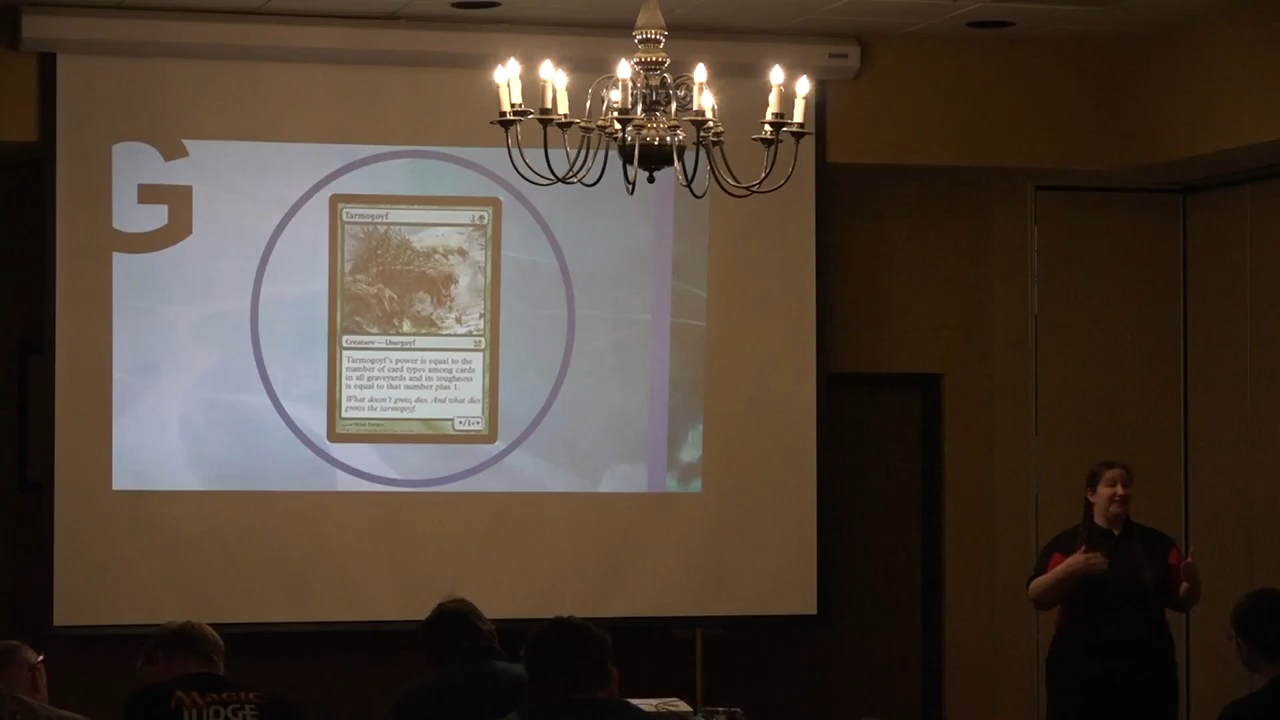 G
Tarmogoyf 1
Creature — Lhurgoyf
Tarmogoyf's power is equal to the
number of card types among cards
in all graveyards and its toughness
is equal to that number plus 1.
What doesn't grow, dies. And what dies
grows the tarmogoyf.
*/1+*
MAGIC
JUDGE